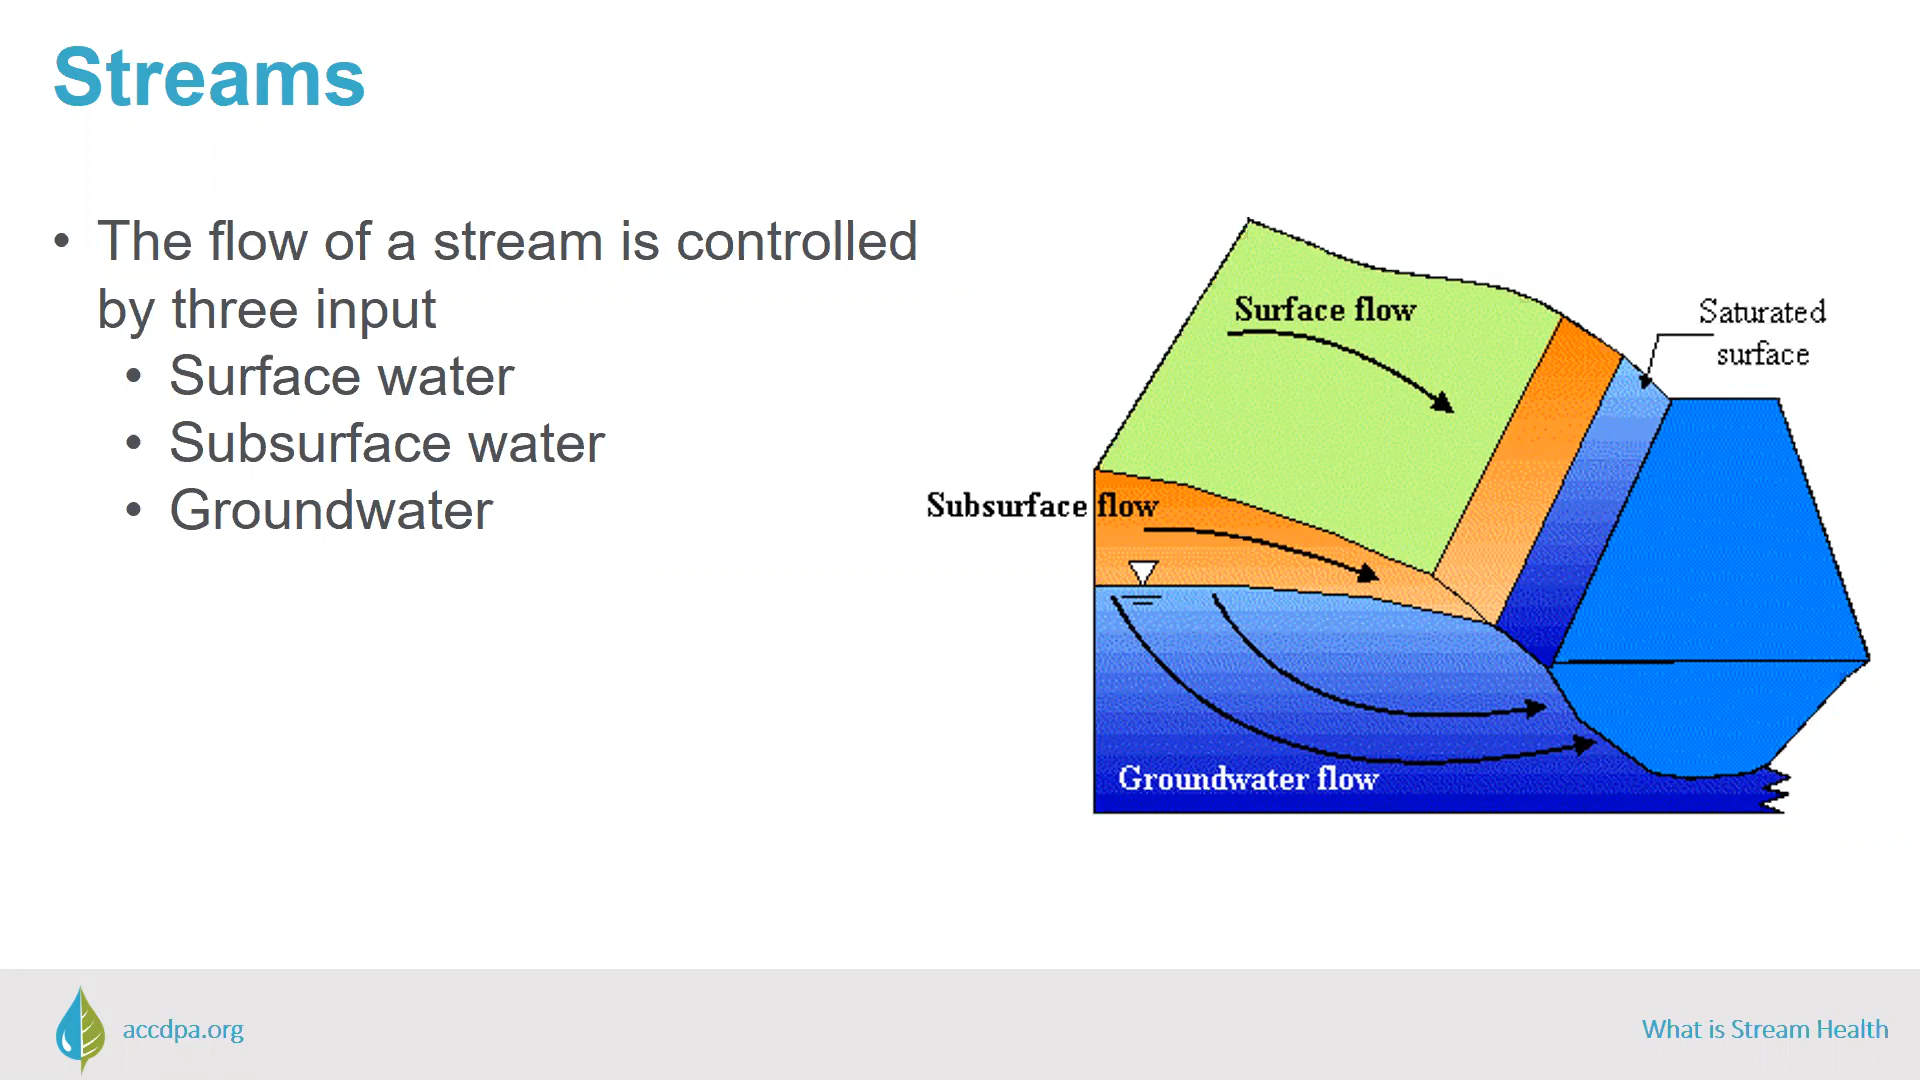 Streams
• The flow of a stream is controlled
by three input
• Surface water
• Subsurface water
• Groundwater
Surface flow
Saturated
surface
Subsurface flow
Groundwater flow
accdpa.org
What is Stream Health